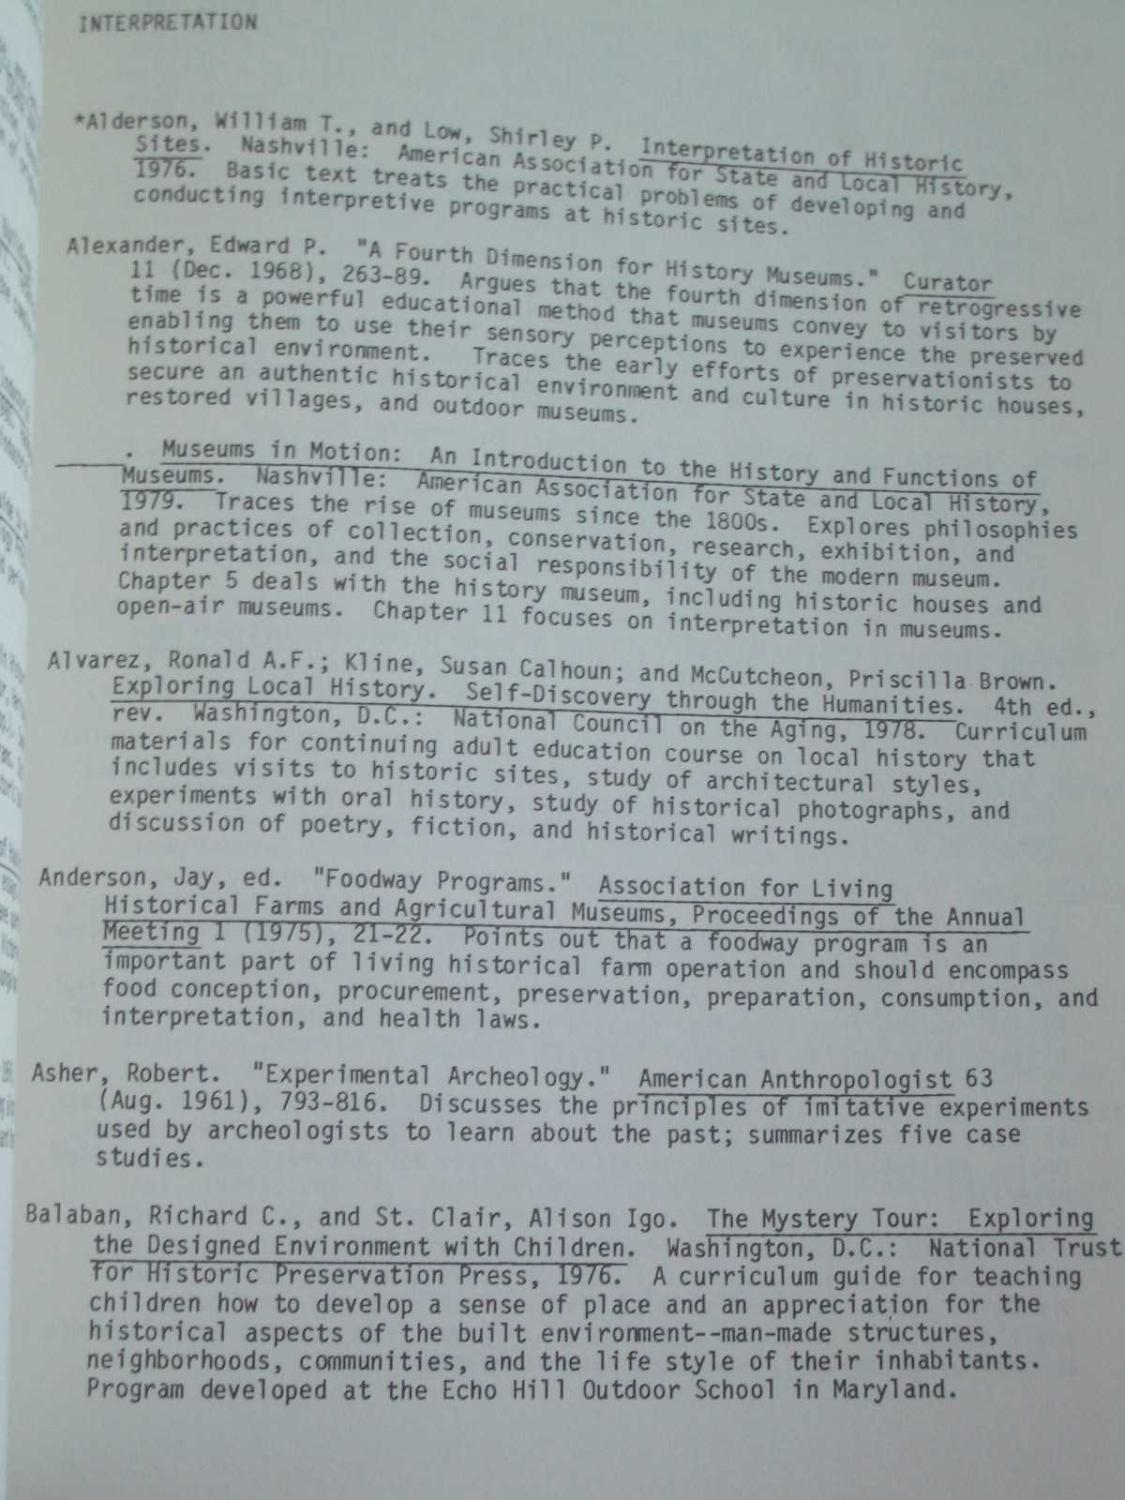 INTERPRETATION
*Alderson, William T., and Low, Shirley P. Interpretation of Historic
Sites. Nashville: American Association for State and Local History,
1976. Basic text treats the practical problems of developing and
conducting interpretive programs at historic sites.
Alexander, Edward P. "A Fourth Dimension for History Museums." Curator
11 (Dec. 1968), 263-89. Argues that the fourth dimension of retrogressive
time is a powerful educational method that museums convey to visitors by
enabling them to use their sensory perceptions to experience the preserved
historical environment. Traces the early efforts of preservationists to
secure an authentic historical environment and culture in historic houses,
restored villages, and outdoor museums.
. Museums in Motion: An Introduction to the History and Functions of
Museums. Nashville: American Association for State and Local History,
1979. Traces the rise of museums since the 1800s. Explores philosophies
and practices of collection, conservation, research, exhibition, and
interpretation, and the social responsibility of the modern museum.
Chapter 5 deals with the history museum, including historic houses and
open-air museums. Chapter 11 focuses on interpretation in museums.
Alvarez, Ronald A.F.; Kline, Susan Calhoun; and McCutcheon, Priscilla Brown.
Exploring Local History. Self-Discovery through the Humanities. 4th ed.,
rev. Washington, D.C.: National Council on the Aging, 1978. Curriculum
materials for continuing adult education course on local history that
includes visits to historic sites, study of architectural styles,
experiments with oral history, study of historical photographs, and
discussion of poetry, fiction, and historical writings.
Anderson, Jay, ed. "Foodway Programs." Association for Living
Historical Farms and Agricultural Museums, Proceedings of the Annual
Meeting 1 (1975), 21-22. Points out that a foodway program is an
important part of living historical farm operation and should encompass
food conception, procurement, preservation, preparation, consumption, and
interpretation, and health laws.
Asher, Robert. "Experimental Archeology." American Anthropologist 63
(Aug. 1961), 793-816. Discusses the principles of imitative experiments
used by archeologists to learn about the past; summarizes five case
studies.
Balaban, Richard C., and St. Clair, Alison Igo. The Mystery Tour: Exploring
the Designed Environment with Children. Washington, D.C.: National Trust
for Historic Preservation Press, 1976. A curriculum guide for teaching
children how to develop a sense of place and an appreciation for the
historical aspects of the built environment--man-made structures,
neighborhoods, communities, and the life style of their inhabitants.
Program developed at the Echo Hill Outdoor School in Maryland.